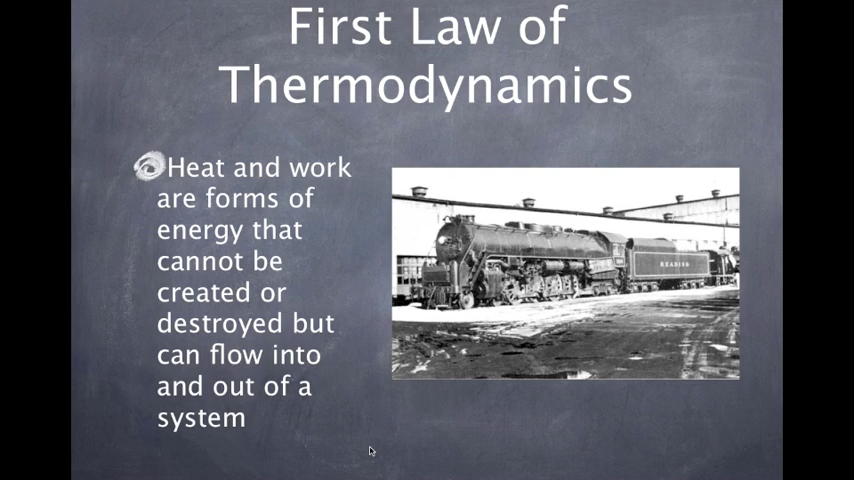 First Law of
Thermodynamics
Heat and work
are forms of
energy that
cannot be
created or
destroyed but
can flow into
and out of a
system
READING